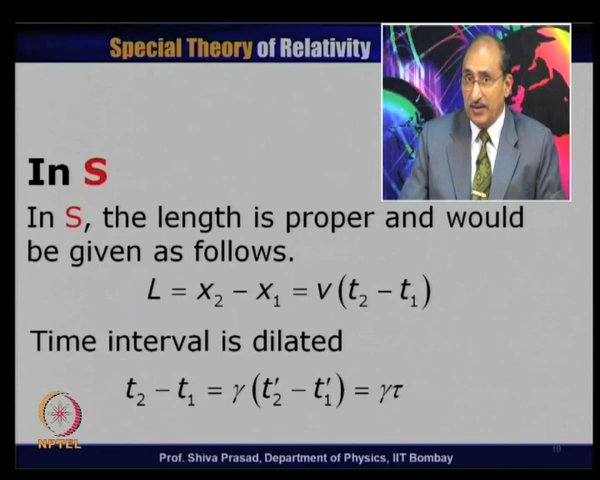 Special Theory of Relativity
In S
In S, the length is proper and would
be given as follows.
L = x₂ − x₁ = v(t₂ − t₁)
Time interval is dilated
t₂ − t₁ = γ(t′₂ − t′₁) = γτ
NPTEL
10
Prof. Shiva Prasad, Department of Physics, IIT Bombay